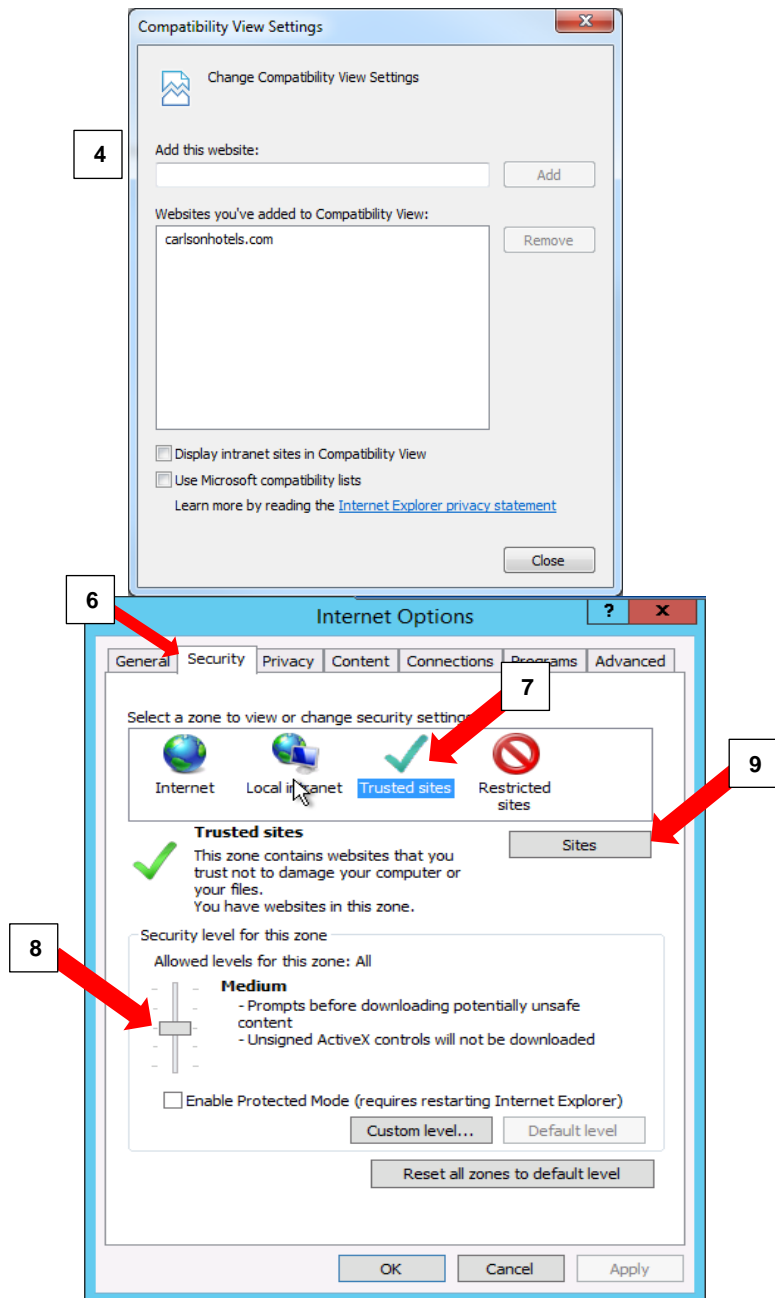 Compatibility View Settings
X
Change Compatibility View Settings
4
Add this website:
Add
Websites you've added to Compatibility View:
carlsonhotels.com
Remove
Display intranet sites in Compatibility View
Use Microsoft compatibility lists
Learn more by reading the Internet Explorer privacy statement
Close
6
Internet Options
? X
General Security Privacy Content Connections Programs Advanced
7
Select a zone to view or change security settings
Internet Local intranet Trusted sites Restricted
sites
9
Trusted sites
Sites
This zone contains websites that you
trust not to damage your computer or
your files.
You have websites in this zone.
Security level for this zone
8
Allowed levels for this zone: All
Medium
- Prompts before downloading potentially unsafe
content
- Unsigned ActiveX controls will not be downloaded
Enable Protected Mode (requires restarting Internet Explorer)
Custom level... Default level
Reset all zones to default level
OK Cancel Apply